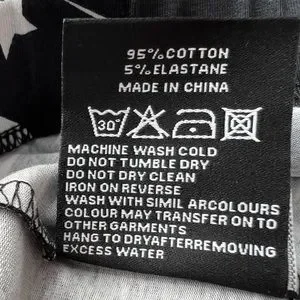 95%COTTON
5%ELASTANE
MADE IN CHINA
30°
MACHINE WASH COLD
DO NOT TUMBLE DRY
DO NOT DRY CLEAN
IRON ON REVERSE
WASH WITH SIMIL ARCOLOURS
COLOUR MAY TRANSFER ON TO
OTHER GARMENTS
HANG TO DRYAFTERREMOVING
EXCESS WATER